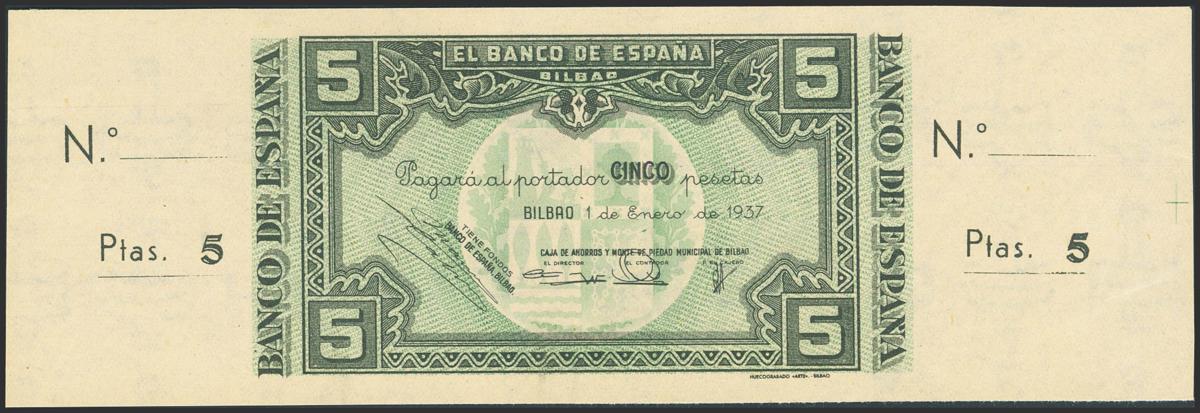 N.º
Ptas. 5
BANCO DE ESPAÑA
5
5
EL BANCO DE ESPAÑA
BILBAO
Pagará al portador CINCO pesetas
BILBAO 1 de Enero de 1937
TIENE FONDOS
BANCO DE ESPAÑA, BILBAO.
CAJA DE AHORROS Y MONTE DE PIEDAD MUNICIPAL DE BILBAO
EL DIRECTOR EL CONTADOR EL CAJERO
5
5
HUECOGRABADO «ARTE». - BILBAO
BANCO DE ESPAÑA
N.º
Ptas. 5